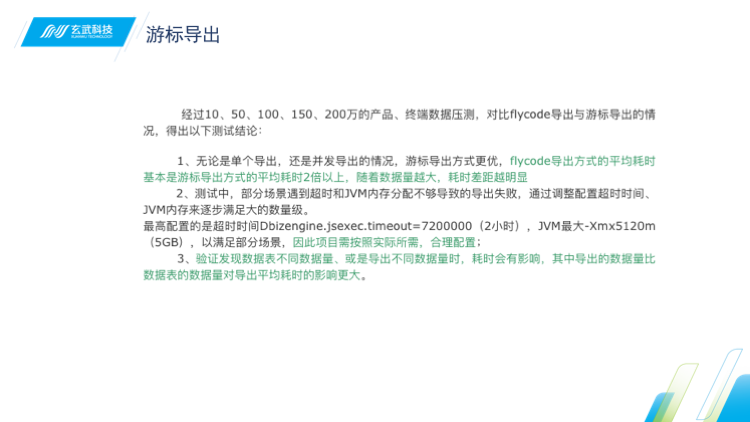 玄武科技
XUANWU TECHNOLOGY
游标导出
经过10、50、100、150、200万的产品、终端数据压测，对比flycode导出与游标导出的情
况，得出以下测试结论：
1、无论是单个导出，还是并发导出的情况，游标导出方式更优，flycode导出方式的平均耗时
基本是游标导出方式的平均耗时2倍以上，随着数据量越大，耗时差距越明显
2、测试中，部分场景遇到超时和JVM内存分配不够导致的导出失败，通过调整配置超时时间、
JVM内存来逐步满足大的数量级。
最高配置的是超时时间Dbizengine.jsexec.timeout=7200000（2小时），JVM最大-Xmx5120m
（5GB），以满足部分场景，因此项目需按照实际所需，合理配置；
3、验证发现数据表不同数据量、或是导出不同数据量时，耗时会有影响，其中导出的数据量比
数据表的数据量对导出平均耗时的影响更大。